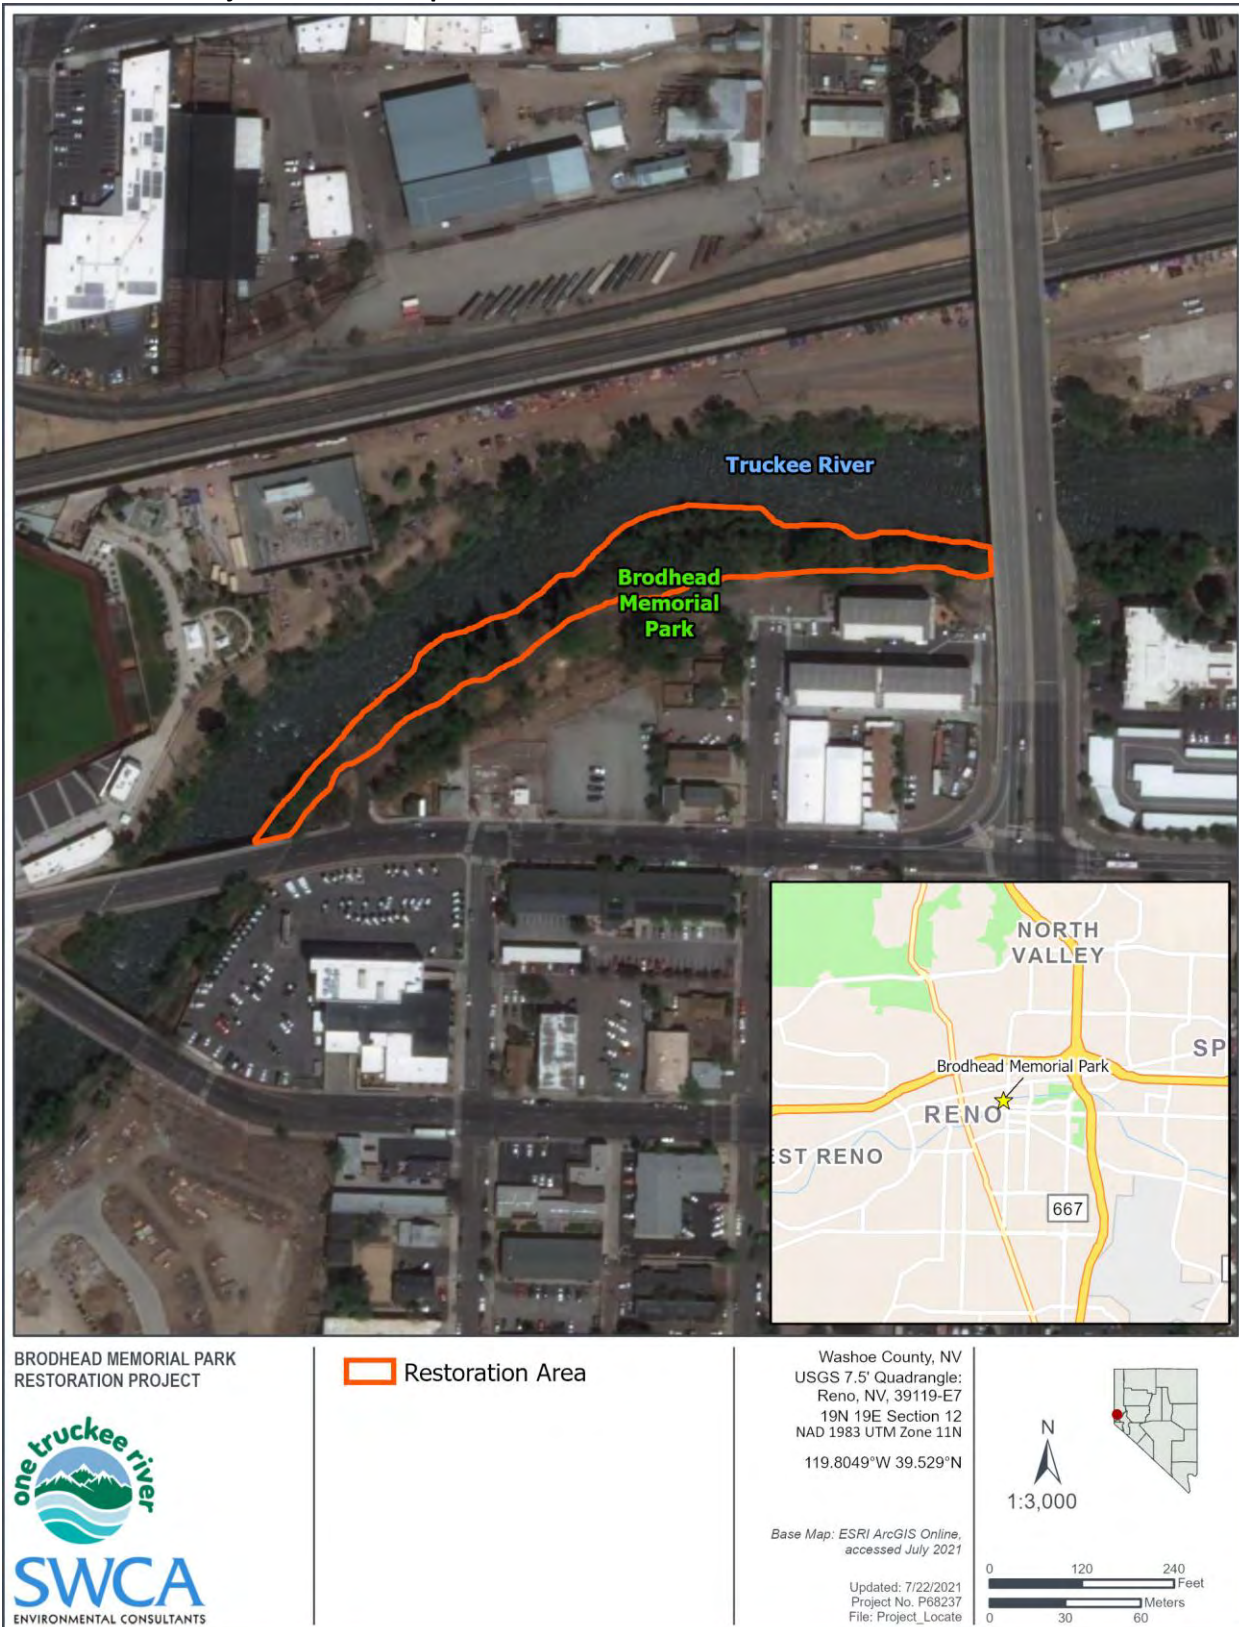 Truckee River
Brodhead
Memorial
Park
NORTH
VALLEY
SP
Brodhead Memorial Park
RENO
EST RENO
667
BRODHEAD MEMORIAL PARK
RESTORATION PROJECT
one truckee river
SWCA
ENVIRONMENTAL CONSULTANTS
Restoration Area
Washoe County, NV
USGS 7.5' Quadrangle:
Reno, NV, 39119-E7
19N 19E Section 12
NAD 1983 UTM Zone 11N
119.8049°W 39.529°N
Base Map: ESRI ArcGIS Online,
accessed July 2021
Updated: 7/22/2021
Project No. P68237
File: Project_Locate
N
1:3,000
0 120 240
Feet
Meters
0 30 60